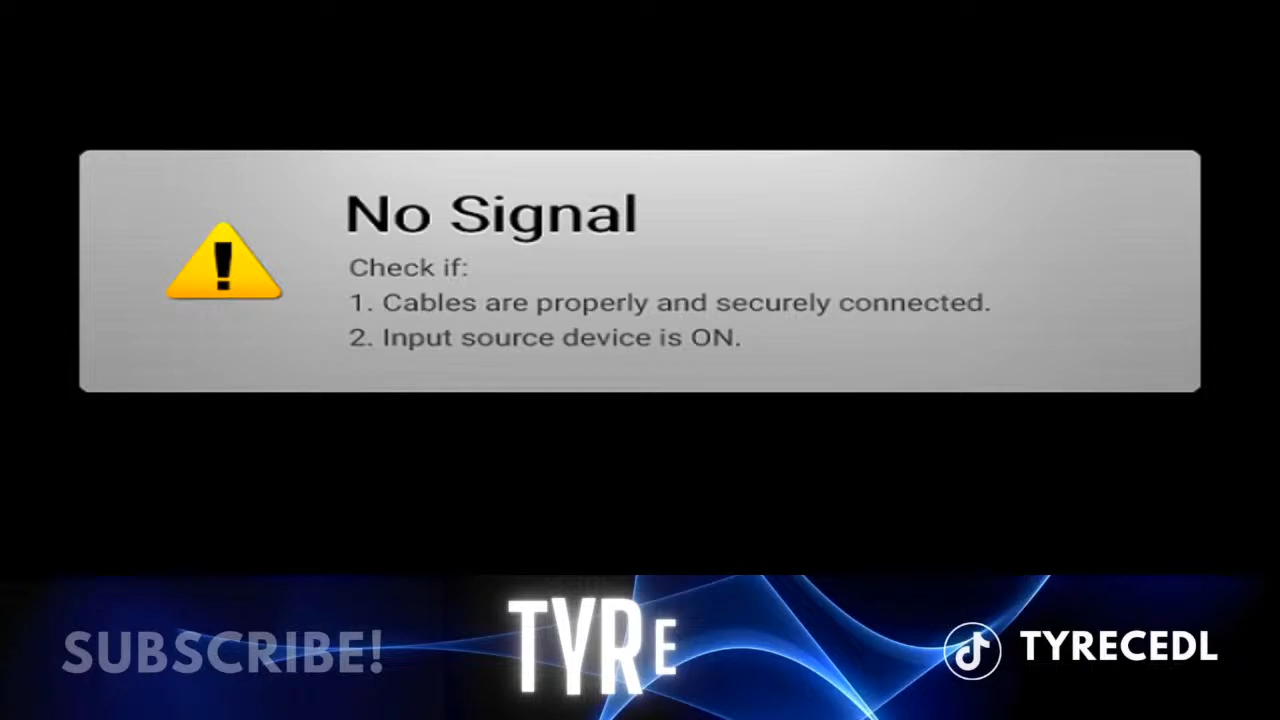 No Signal
Check if:
1. Cables are properly and securely connected.
2. Input source device is ON.
SUBSCRIBE!
TYRE
TYRECEDL